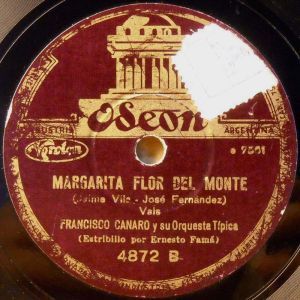 Odeon
INDUSTRIA ARGENTINA
Nordon
e 7501
MARGARITA FLOR DEL MONTE
(Jaime Vila - José Fernández)
Vals
FRANCISCO CANARO y su Orquesta Típica
(Estribillo por Ernesto Famá)
4872 B